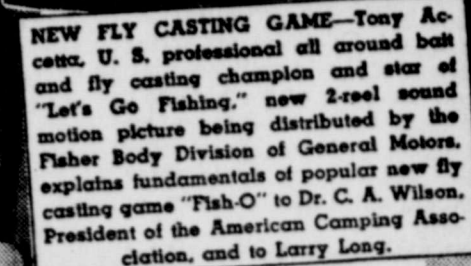 NEW FLY CASTING GAME—Tony Ac-
cetta, U. S. professional all around bait
and fly casting champion and star of
"Let's Go Fishing," new 2-reel sound
motion picture being distributed by the
Fisher Body Division of General Motors,
explains fundamentals of popular new fly
casting game "Fish-O" to Dr. C. A. Wilson,
President of the American Camping Asso-
ciation, and to Larry Long.